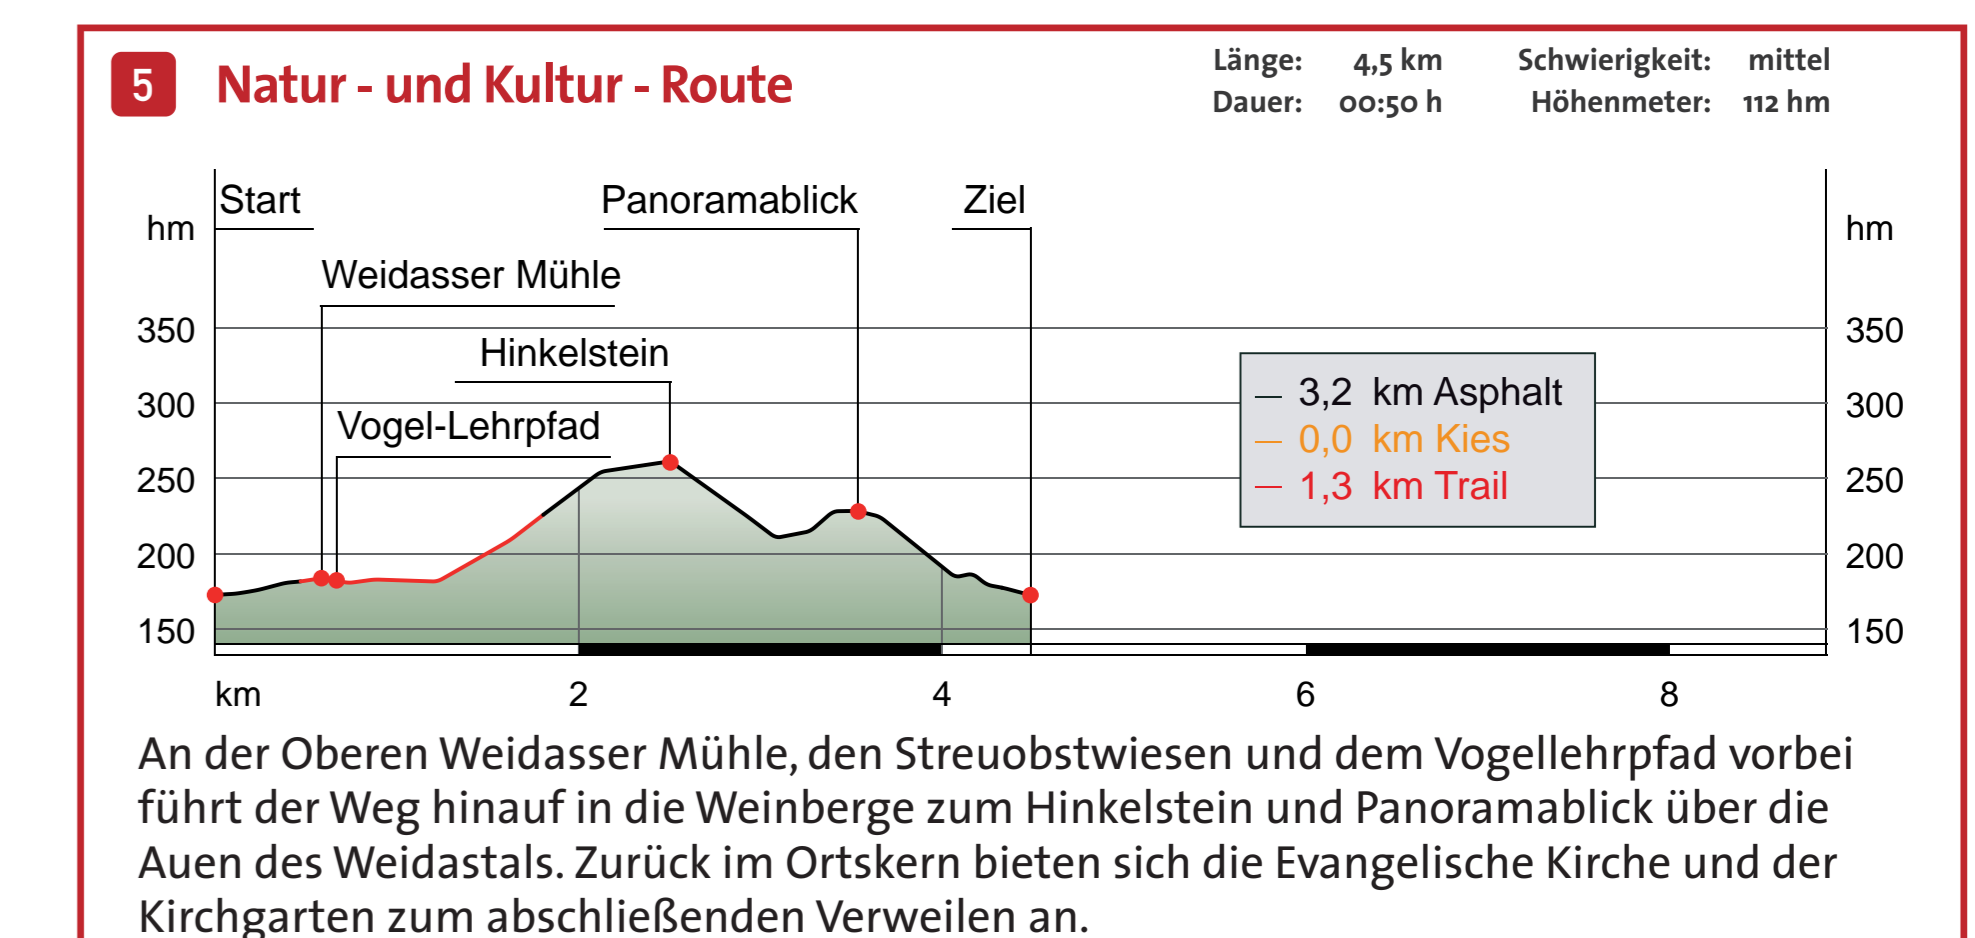 5 Natur - und Kultur - Route
Länge: 4,5 km Schwierigkeit: mittel
Dauer: 00:50 h Höhenmeter: 112 hm
Start Panoramablick Ziel
hm hm
Weidasser Mühle
350 350
Hinkelstein
3,2 km Asphalt
300 300
Vogel-Lehrpfad
0,0 km Kies
250 250
1,3 km Trail
200 200
150 150
km 2 4 6 8
An der Oberen Weidasser Mühle, den Streuobstwiesen und dem Vogellehrpfad vorbei
führt der Weg hinauf in die Weinberge zum Hinkelstein und Panoramablick über die
Auen des Weidastals. Zurück im Ortskern bieten sich die Evangelische Kirche und der
Kirchgarten zum abschließenden Verweilen an.